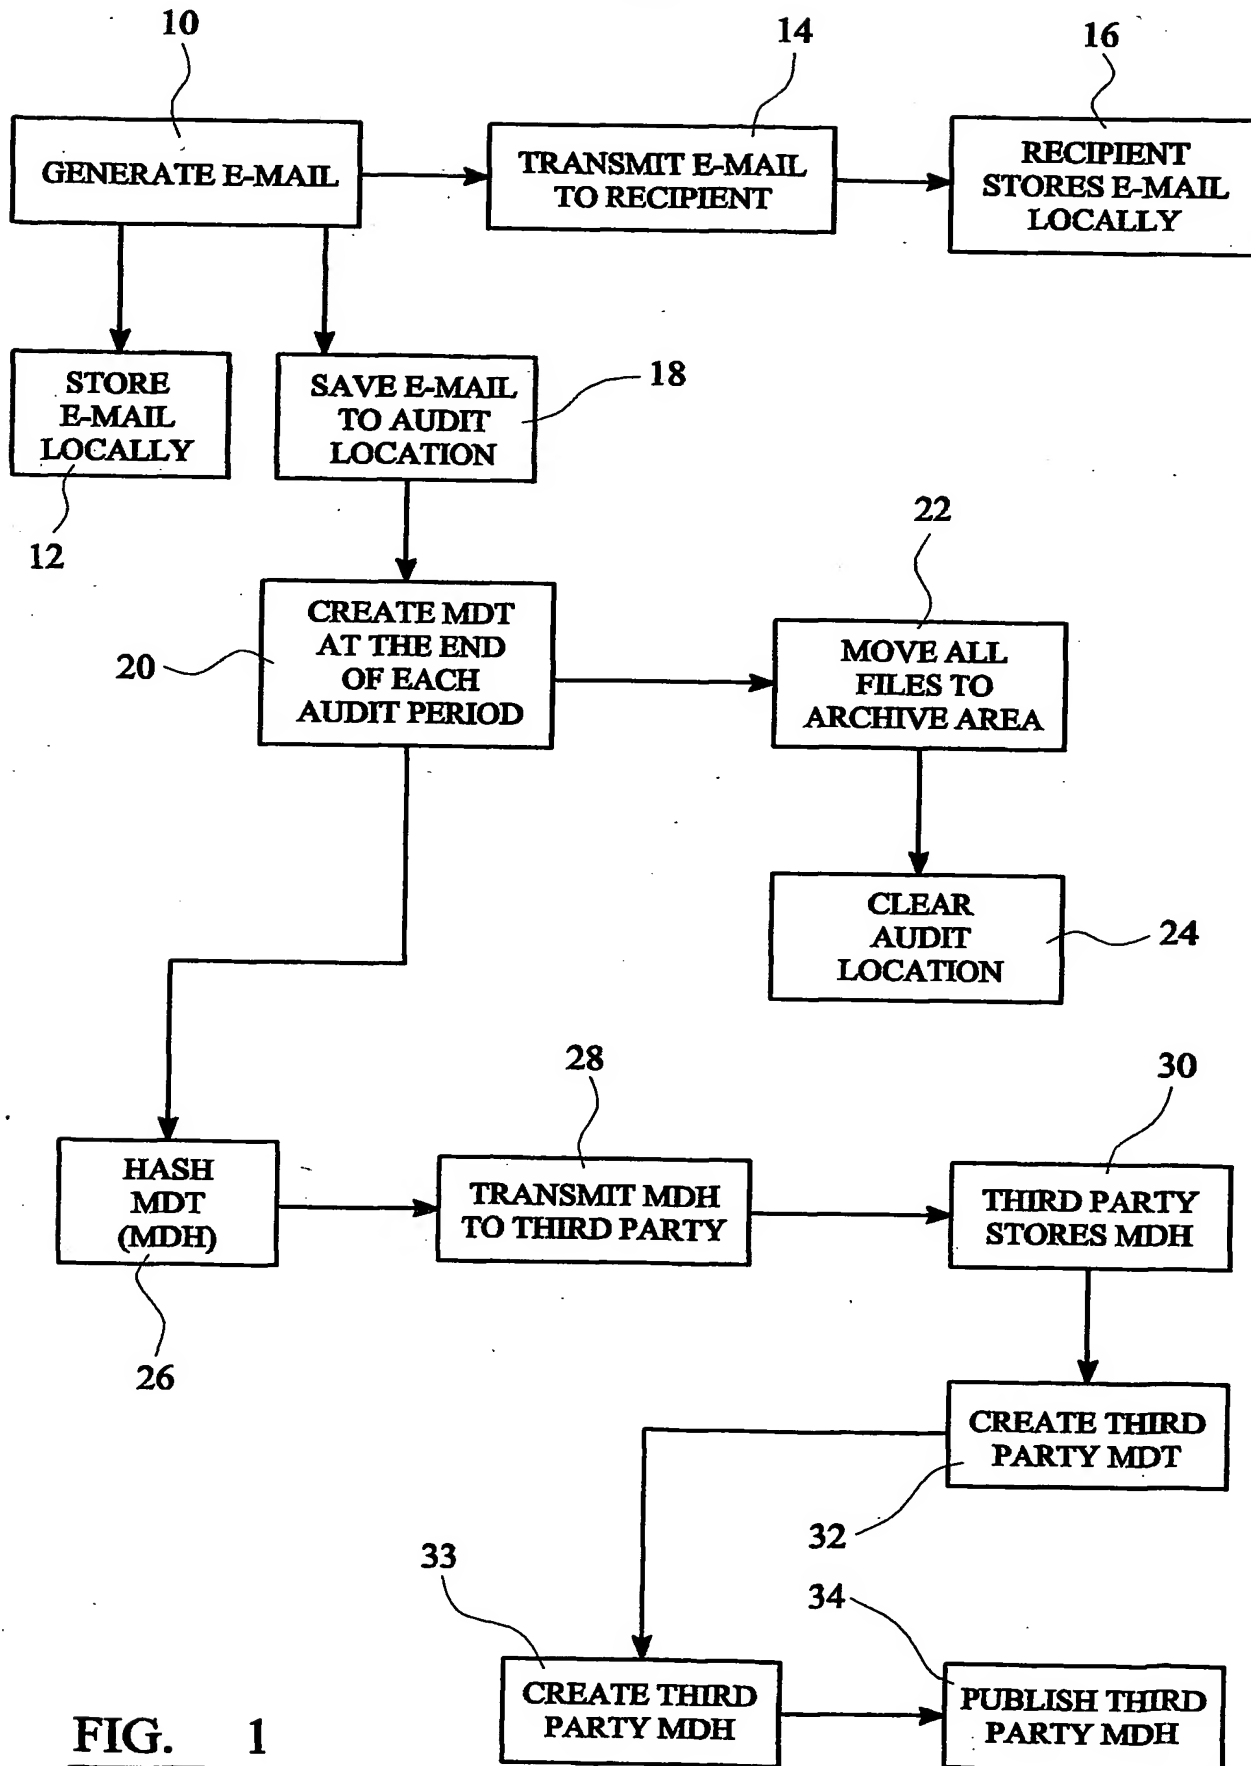 10
14
16
GENERATE E-MAIL
TRANSMIT E-MAIL
TO RECIPIENT
RECIPIENT
STORES E-MAIL
LOCALLY
STORE
E-MAIL
LOCALLY
12
SAVE E-MAIL
TO AUDIT
LOCATION
18
CREATE MDT
AT THE END
OF EACH
AUDIT PERIOD
20
22
MOVE ALL
FILES TO
ARCHIVE AREA
CLEAR
AUDIT
LOCATION
24
HASH
MDT
(MDH)
26
28
TRANSMIT MDH
TO THIRD PARTY
30
THIRD PARTY
STORES MDH
CREATE THIRD
PARTY MDT
32
33
CREATE THIRD
PARTY MDH
34
PUBLISH THIRD
PARTY MDH
FIG. 1